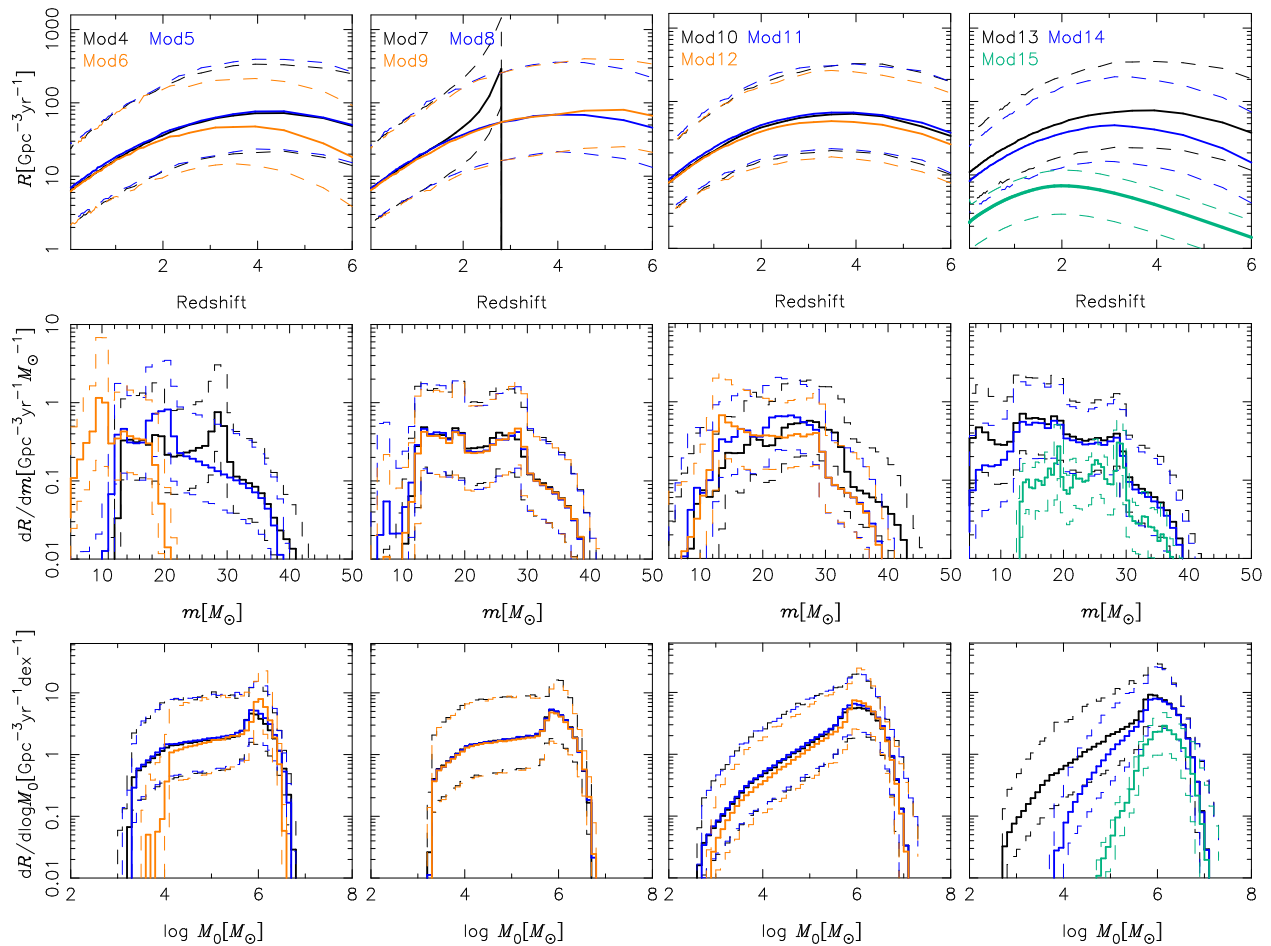 Mod4 Mod5
Mod6
Mod7 Mod8
Mod9
Mod10 Mod11
Mod12
Mod13 Mod14
Mod15
R[Gpc⁻³yr⁻¹]
1000
100
10
1
2 4 6
2 4 6
2 4 6
2 4 6
Redshift Redshift Redshift Redshift
dR/dm[Gpc⁻³yr⁻¹M⊙⁻¹]
10
1
0.1
0.01
10 20 30 40 50
10 20 30 40 50
10 20 30 40 50
10 20 30 40 50
m[M⊙] m[M⊙] m[M⊙] m[M⊙]
dR/dlogM₀[Gpc⁻³yr⁻¹dex⁻¹]
10
1
0.1
0.01
2 4 6 8
2 4 6 8
2 4 6 8
2 4 6 8
log M₀[M⊙] log M₀[M⊙] log M₀[M⊙] log M₀[M⊙]